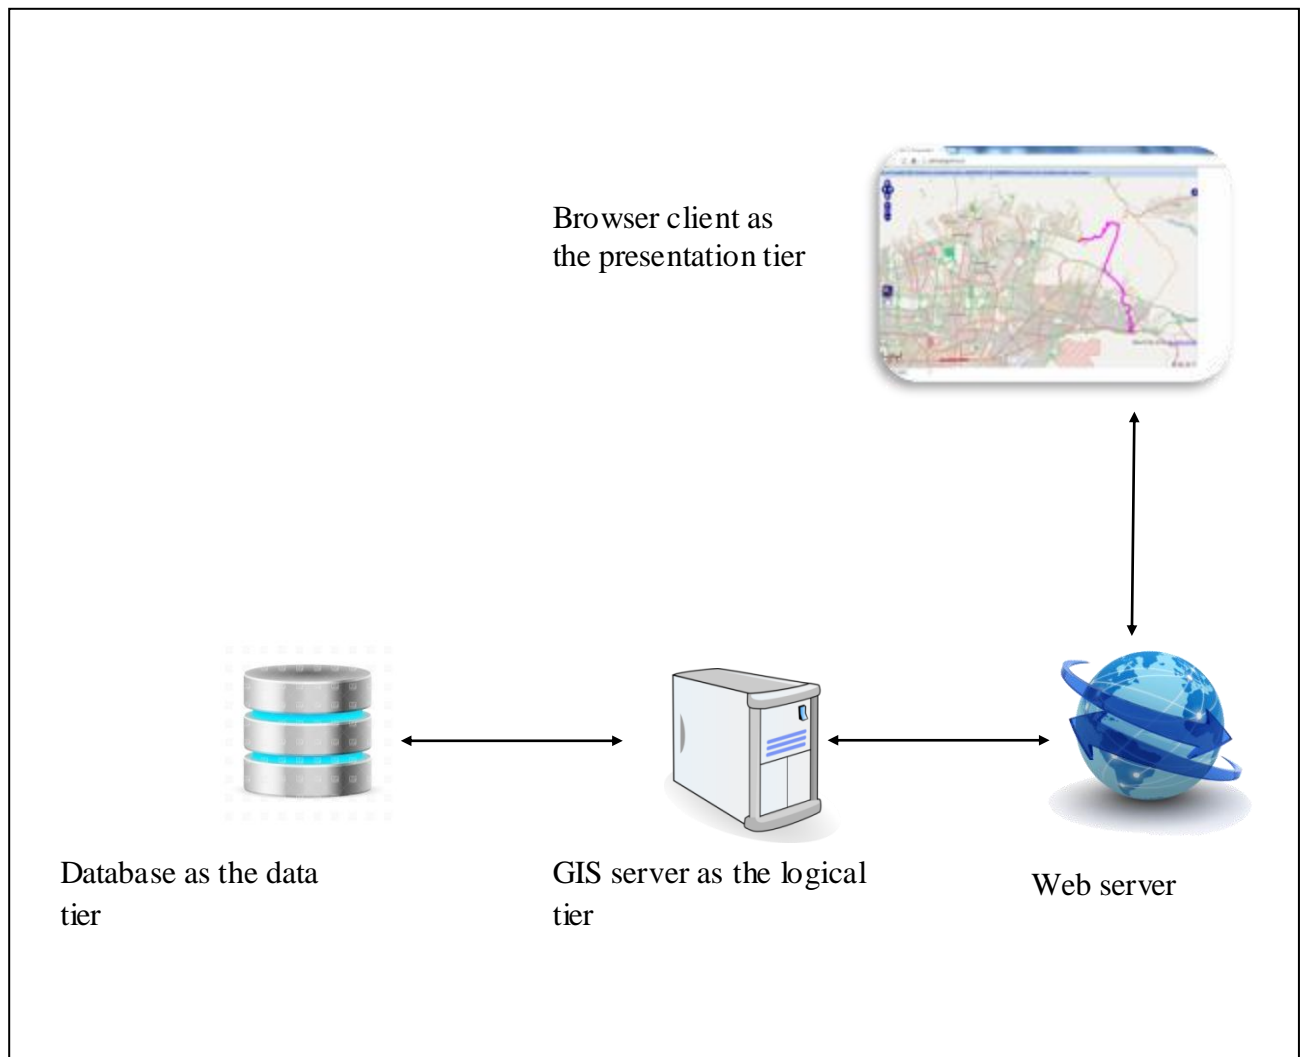 Browser client as
the presentation tier
Database as the data
tier
GIS server as the logical
tier
Web server